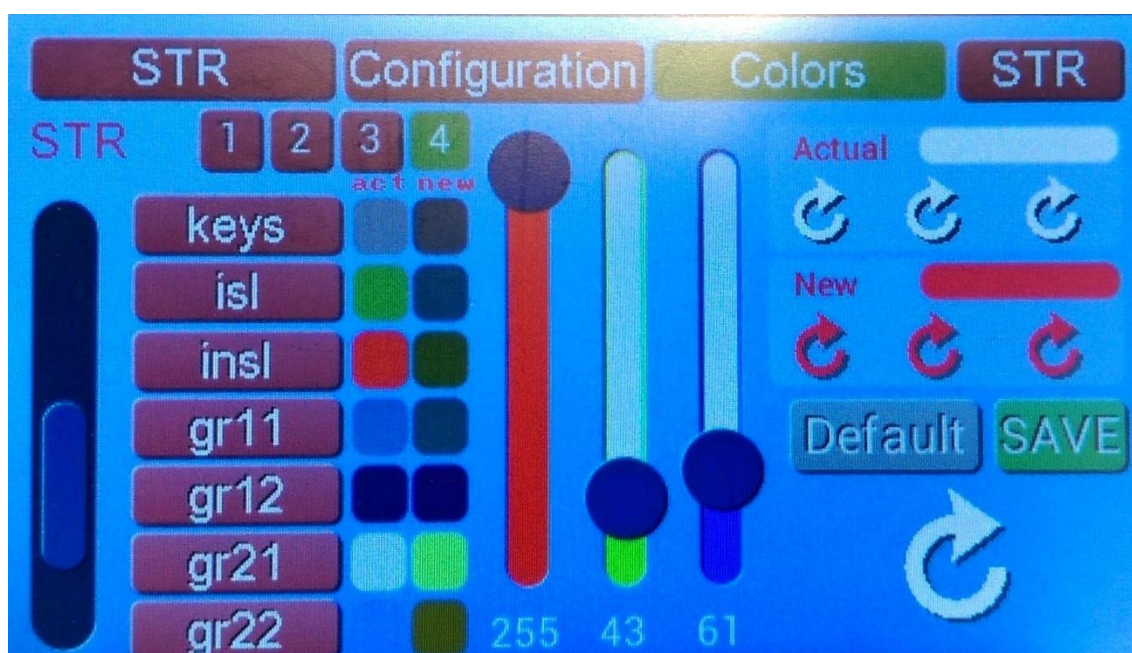 STR Configuration Colors STR
STR 1 2 3 4 Actual
act new
keys
isl New
insl
gr11 Default SAVE
gr12
gr21
gr22 255 43 61